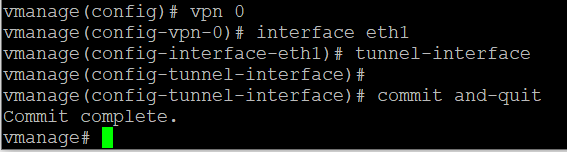 vmanage(config)# vpn 0
vmanage(config-vpn-0)# interface eth1
vmanage(config-interface-eth1)# tunnel-interface
vmanage(config-tunnel-interface)#
vmanage(config-tunnel-interface)# commit and-quit
Commit complete.
vmanage#